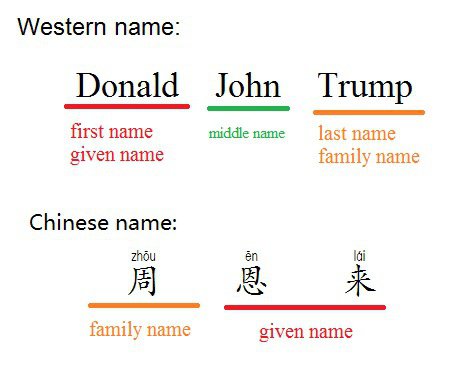 Western name:
Donald John Trump
first name middle name last name
given name family name
Chinese name:
zhōu ēn lái
周 恩 来
family name given name